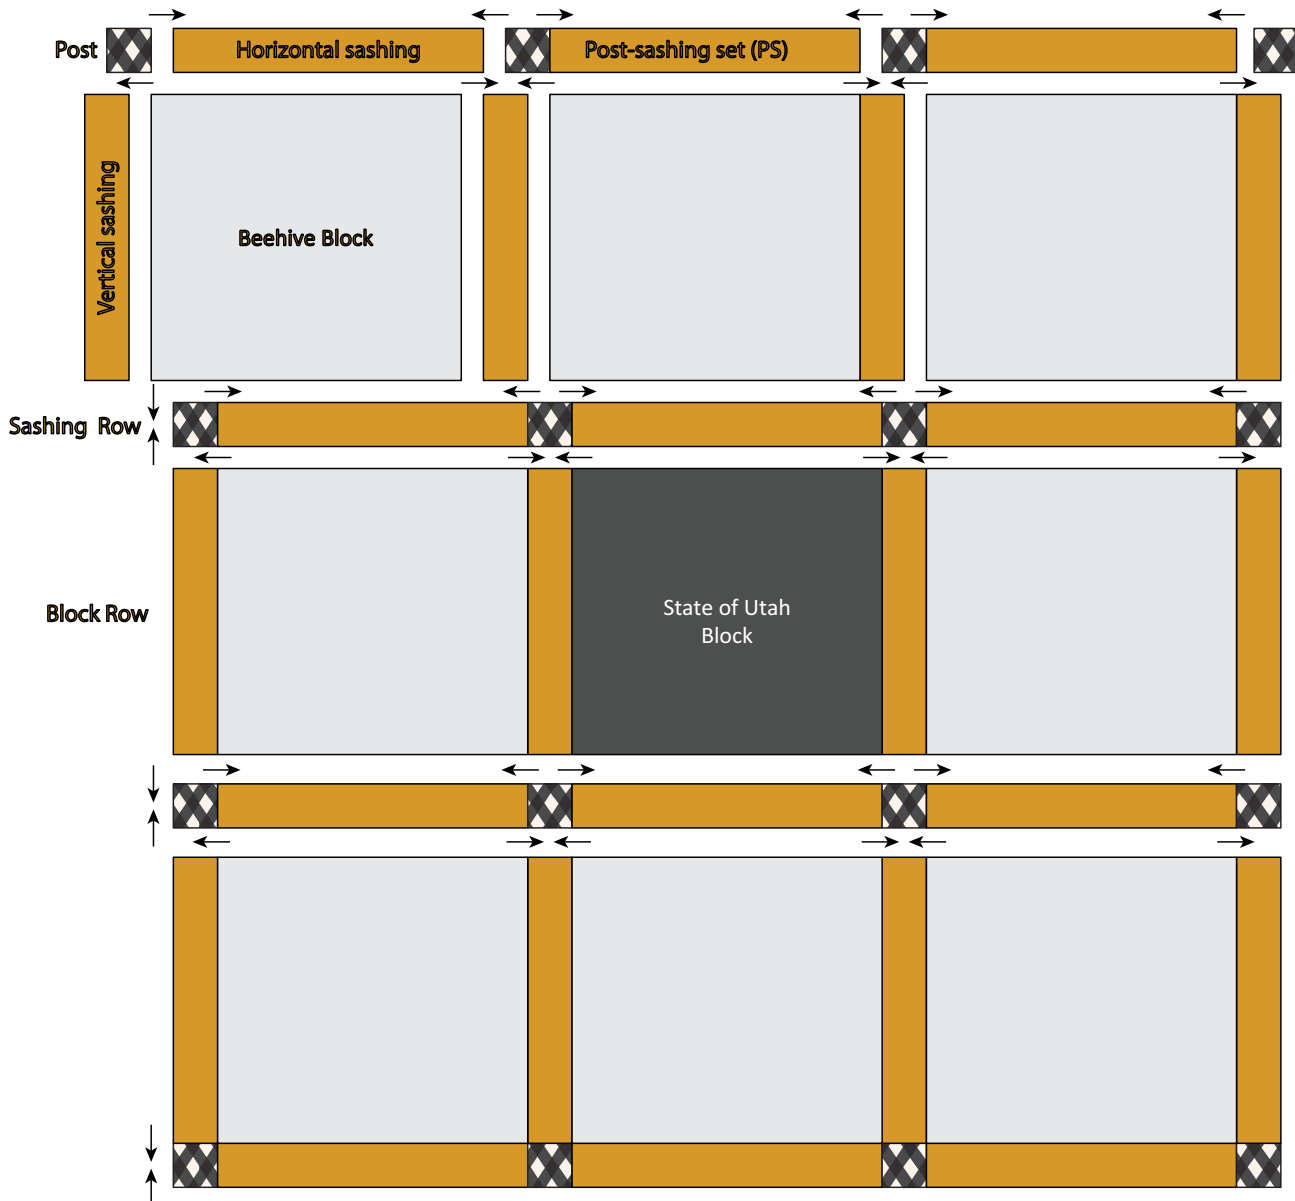 Post
Horizontal sashing
Post-sashing set (PS)
Vertical sashing
Beehive Block
Sashing Row
Block Row
State of Utah
Block